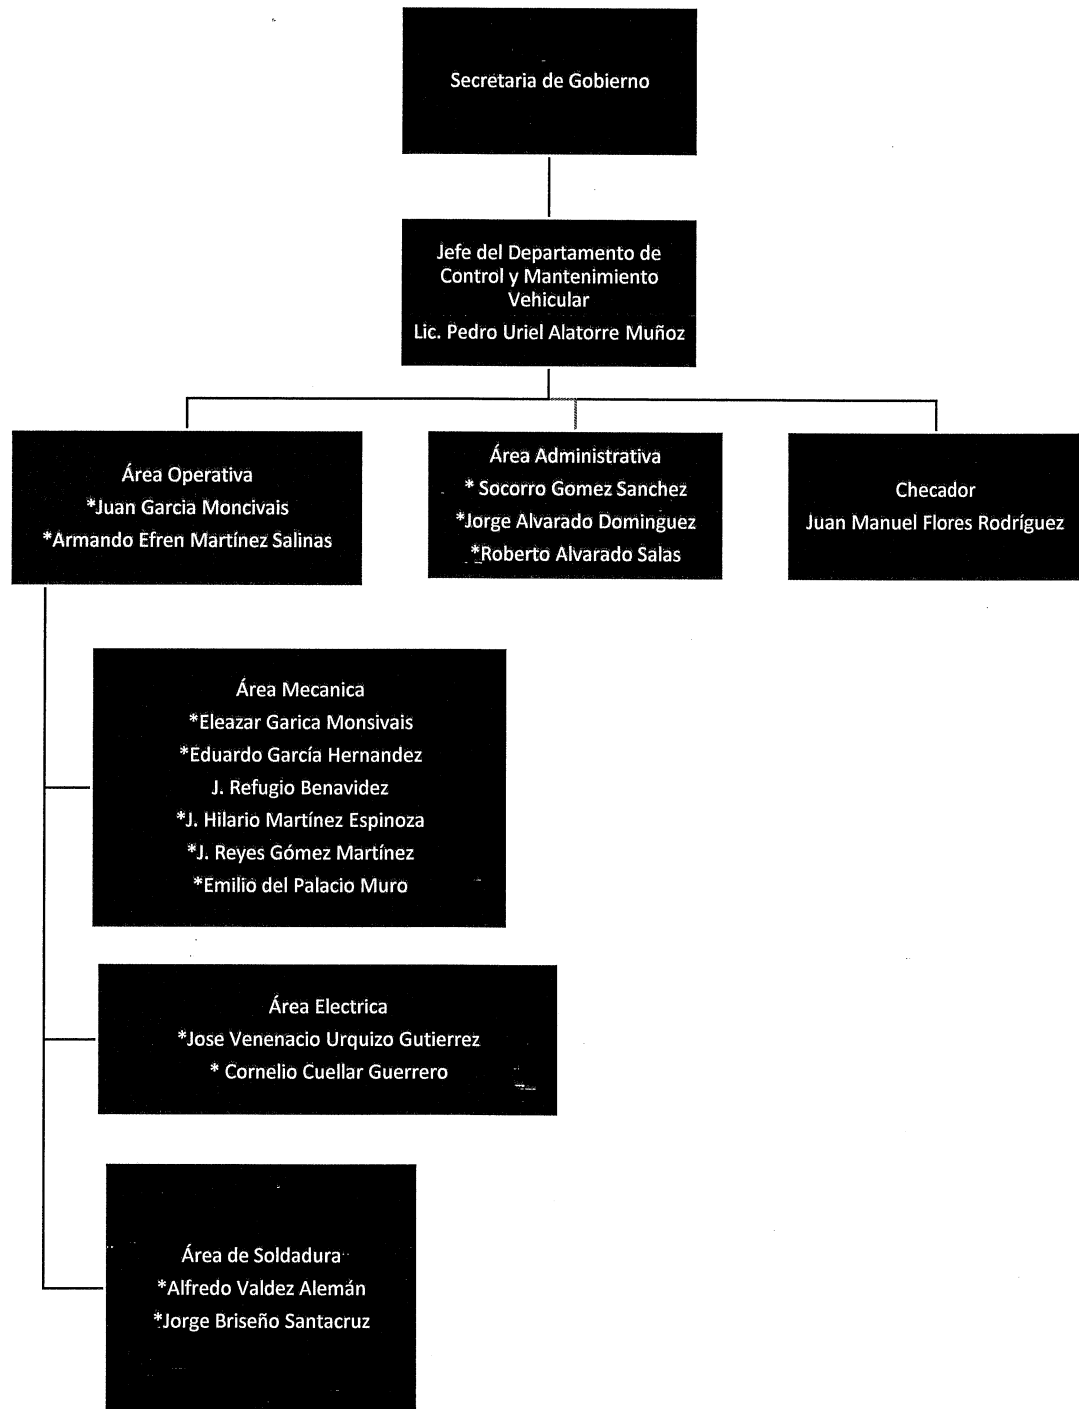 Secretaria de Gobierno
Jefe del Departamento de
Control y Mantenimiento
Vehicular
Lic. Pedro Uriel Alatorre Muñoz
Área Operativa
*Juan Garcia Moncivais
*Armando Efren Martínez Salinas
Área Administrativa
* Socorro Gomez Sanchez
*Jorge Alvarado Dominguez
*Roberto Alvarado Salas
Checador
Juan Manuel Flores Rodríguez
Área Mecanica
*Eleazar Garica Monsivais
*Eduardo García Hernandez
J. Refugio Benavidez
*J. Hilario Martínez Espinoza
*J. Reyes Gómez Martínez
*Emilio del Palacio Muro
Área Electrica
*Jose Venenacio Urquizo Gutierrez
* Cornelio Cuellar Guerrero
Área de Soldadura
*Alfredo Valdez Alemán
*Jorge Briseño Santacruz